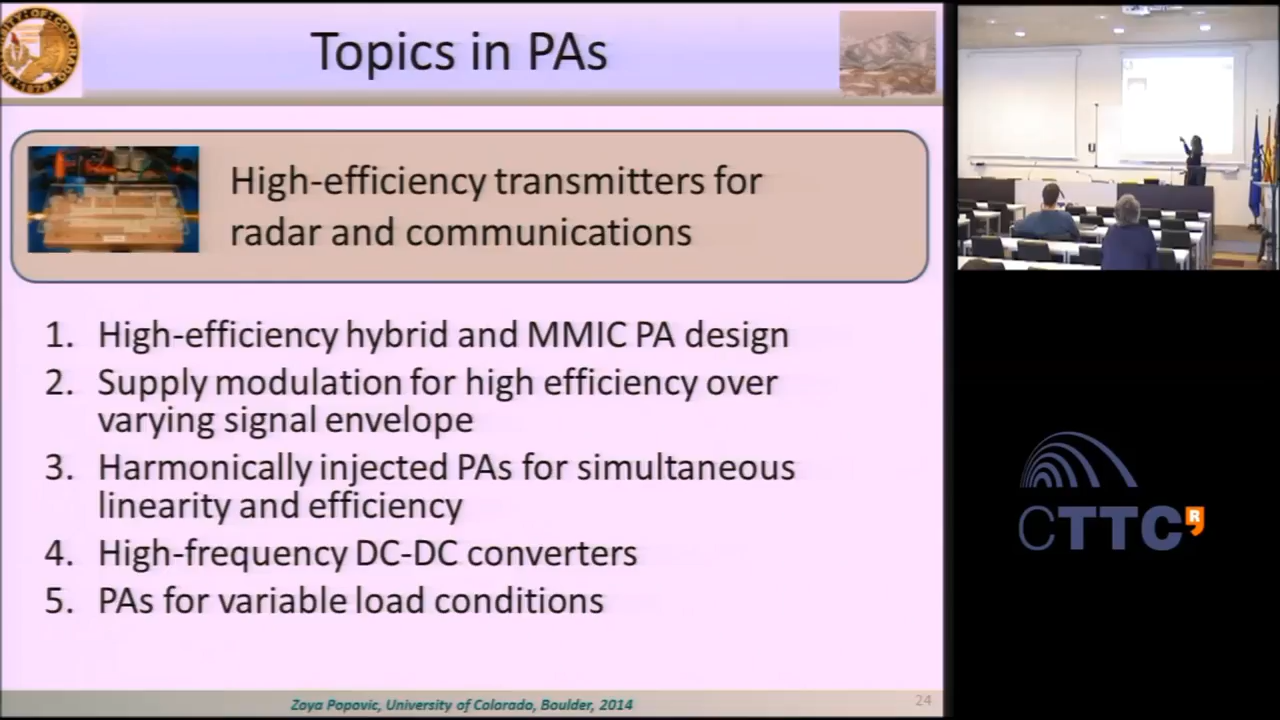 Topics in PAs
High-efficiency transmitters for
radar and communications
1. High-efficiency hybrid and MMIC PA design
2. Supply modulation for high efficiency over
varying signal envelope
3. Harmonically injected PAs for simultaneous
linearity and efficiency
4. High-frequency DC-DC converters
5. PAs for variable load conditions
Zoya Popovic, University of Colorado, Boulder, 2014
24
CTTC R